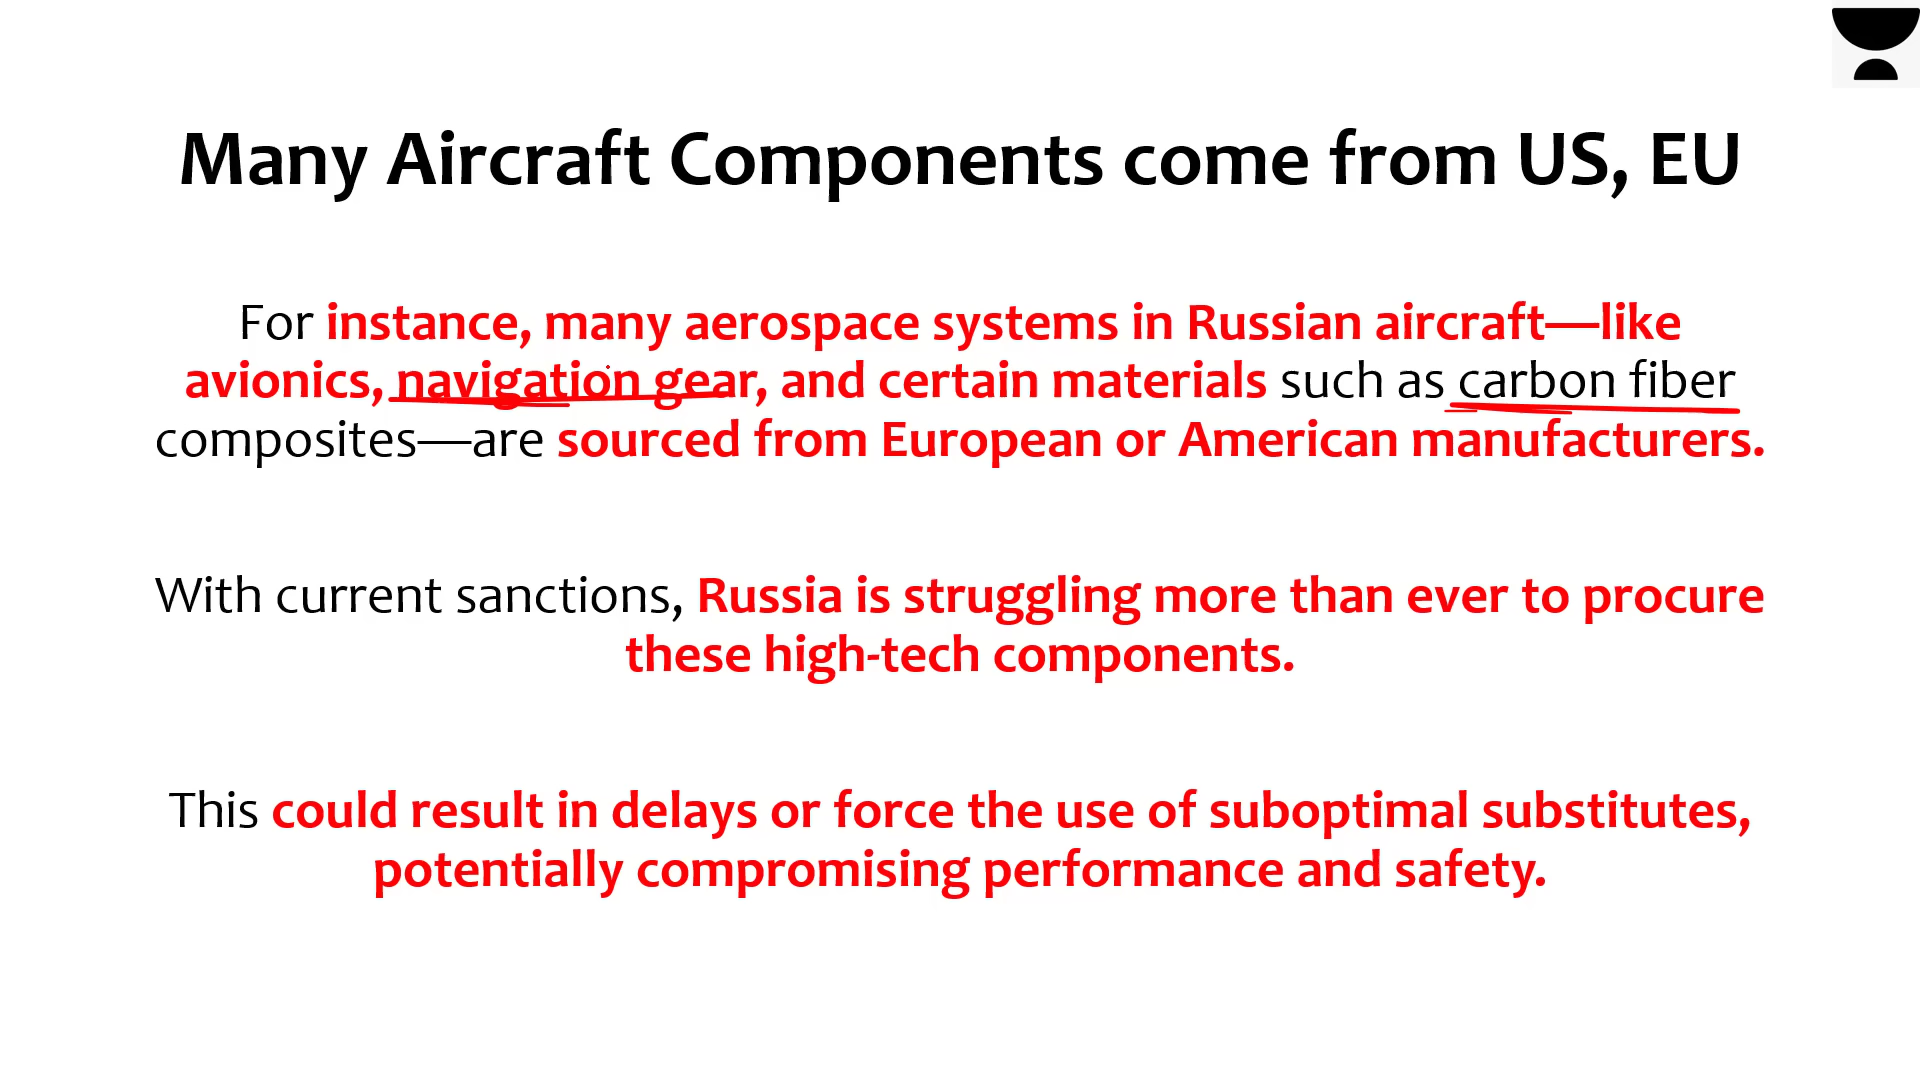 Many Aircraft Components come from US, EU
For instance, many aerospace systems in Russian aircraft—like
avionics, navigation gear, and certain materials such as carbon fiber
composites—are sourced from European or American manufacturers.
With current sanctions, Russia is struggling more than ever to procure
these high-tech components.
This could result in delays or force the use of suboptimal substitutes,
potentially compromising performance and safety.